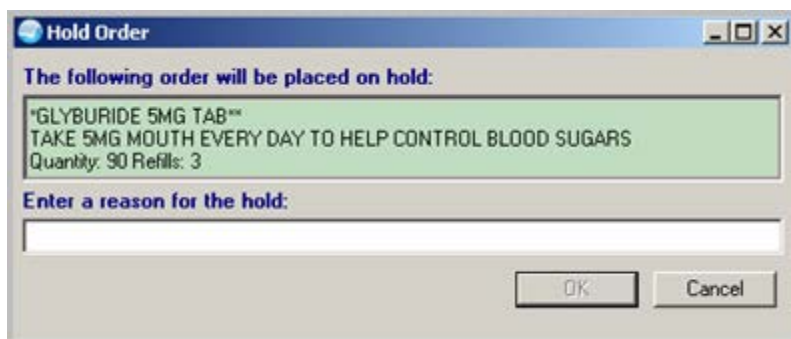 Hold Order
The following order will be placed on hold:
*GLYBURIDE 5MG TAB**
TAKE 5MG MOUTH EVERY DAY TO HELP CONTROL BLOOD SUGARS
Quantity: 90 Refills: 3
Enter a reason for the hold:
OK Cancel